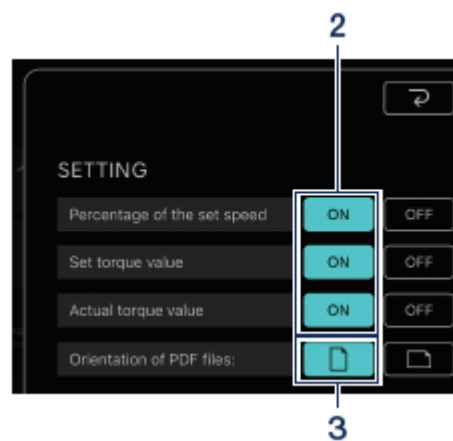 2
SETTING
Percentage of the set speed ON OFF
Set torque value ON OFF
Actual torque value ON OFF
Orientation of PDF files:
3